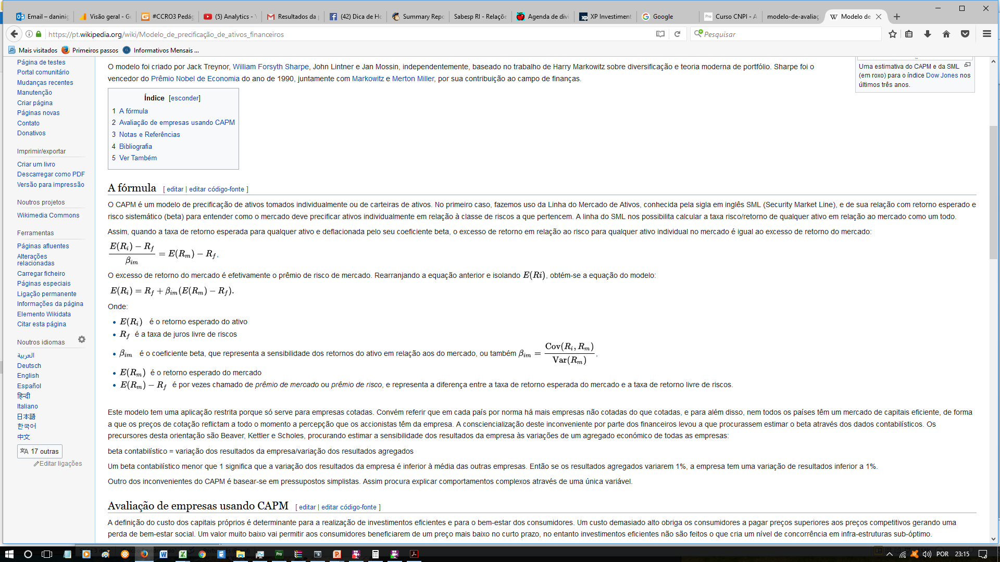 Email – daninig
Visão geral - Go
#CCRO3 Pedág
(5) Analytics - Y
Resultados da p
(42) Dica de Ho
Summary Repo
Sabesp RI - Relaçõe
Agenda de divi
XP Investiment
Google
Curso CNPI - A
modelo-de-avaliaç
Modelo de
https://pt.wikipedia.org/wiki/Modelo_de_precificação_de_ativos_financeiros
Pesquisar
Mais visitados
Primeiros passos
Informativos Mensais ...
Página de testes
Portal comunitário
Mudanças recentes
Manutenção
Criar página
Páginas novas
Contato
Donativos
Imprimir/exportar
Criar um livro
Descarregar como PDF
Versão para impressão
Noutros projetos
Wikimedia Commons
Ferramentas
Páginas afluentes
Alterações
relacionadas
Carregar ficheiro
Páginas especiais
Ligação permanente
Informações da página
Elemento Wikidata
Citar esta página
Noutros idiomas
العربية
Deutsch
English
Español
हिन्दी
Italiano
日本語
한국어
中文
17 outras
Editar ligações
O modelo foi criado por Jack Treynor, William Forsyth Sharpe, John Lintner e Jan Mossin, independentemente, baseado no trabalho de Harry Markowitz sobre diversificação e teoria moderna de portfólio. Sharpe foi o
vencedor do Prêmio Nobel de Economia do ano de 1990, juntamente com Markowitz e Merton Miller, por sua contribuição ao campo de finanças.
Uma estimativa do CAPM e da SML
(em roxo) para o índice Dow Jones nos
últimos três anos.
Índice [esconder]
1 A fórmula
2 Avaliação de empresas usando CAPM
3 Notas e Referências
4 Bibliografia
5 Ver Também
A fórmula [ editar | editar código-fonte ]
O CAPM é um modelo de precificação de ativos tomados individualmente ou de carteiras de ativos. No primeiro caso, fazemos uso da Linha do Mercado de Ativos, conhecida pela sigla em inglês SML (Security Market Line), e de sua relação com retorno esperado e
risco sistemático (beta) para entender como o mercado deve precificar ativos individualmente em relação à classe de riscos a que pertencem. A linha do SML nos possibilita calcular a taxa risco/retorno de qualquer ativo em relação ao mercado como um todo.
Assim, quando a taxa de retorno esperada para qualquer ativo e deflacionada pelo seu coeficiente beta, o excesso de retorno em relação ao risco para qualquer ativo individual no mercado é igual ao excesso de retorno do mercado:
(E(R_i) − R_f) / β_im = E(R_m) − R_f,
O excesso de retorno do mercado é efetivamente o prêmio de risco de mercado. Rearranjando a equação anterior e isolando E(Ri), obtém-se a equação do modelo:
E(R_i) = R_f + β_im(E(R_m) − R_f).
Onde:
• E(R_i) é o retorno esperado do ativo
• R_f é a taxa de juros livre de riscos
• β_im é o coeficiente beta, que representa a sensibilidade dos retornos do ativo em relação aos do mercado, ou também β_im = Cov(R_i, R_m) / Var(R_m),
• E(R_m) é o retorno esperado do mercado
• E(R_m) − R_f é por vezes chamado de prêmio de mercado ou prêmio de risco, e representa a diferença entre a taxa de retorno esperada do mercado e a taxa de retorno livre de riscos.
Este modelo tem uma aplicação restrita porque só serve para empresas cotadas. Convém referir que em cada país por norma há mais empresas não cotadas do que cotadas, e para além disso, nem todos os países têm um mercado de capitais eficiente, de forma
a que os preços de cotação reflictam a todo o momento a percepção que os accionistas têm da empresa. A consciencialização deste inconveniente por parte dos financeiros levou a que procurassem estimar o beta através dos dados contabilísticos. Os
precursores desta orientação são Beaver, Kettler e Scholes, procurando estimar a sensibilidade dos resultados da empresa às variações de um agregado económico de todas as empresas:
beta contabilístico = variação dos resultados da empresa/variação dos resultados agregados
Um beta contabilístico menor que 1 significa que a variação dos resultados da empresa é inferior à média das outras empresas. Então se os resultados agregados variarem 1%, a empresa tem uma variação de resultados inferior a 1%.
Outro dos inconvenientes do CAPM é basear-se em pressupostos simplistas. Assim procura explicar comportamentos complexos através de uma única variável.
Avaliação de empresas usando CAPM [ editar | editar código-fonte ]
A definição do custo dos capitais próprios é determinante para a realização de investimentos eficientes e para o bem-estar dos consumidores. Um custo demasiado alto obriga os consumidores a pagar preços superiores aos preços competitivos gerando uma
perda de bem-estar social. Um valor muito baixo vai permitir aos consumidores beneficiarem de um preço mais baixo no curto prazo, no entanto investimentos eficientes não são feitos o que cria um nível de concorrência em infra-estruturas sub-óptimo.
POR
23:15